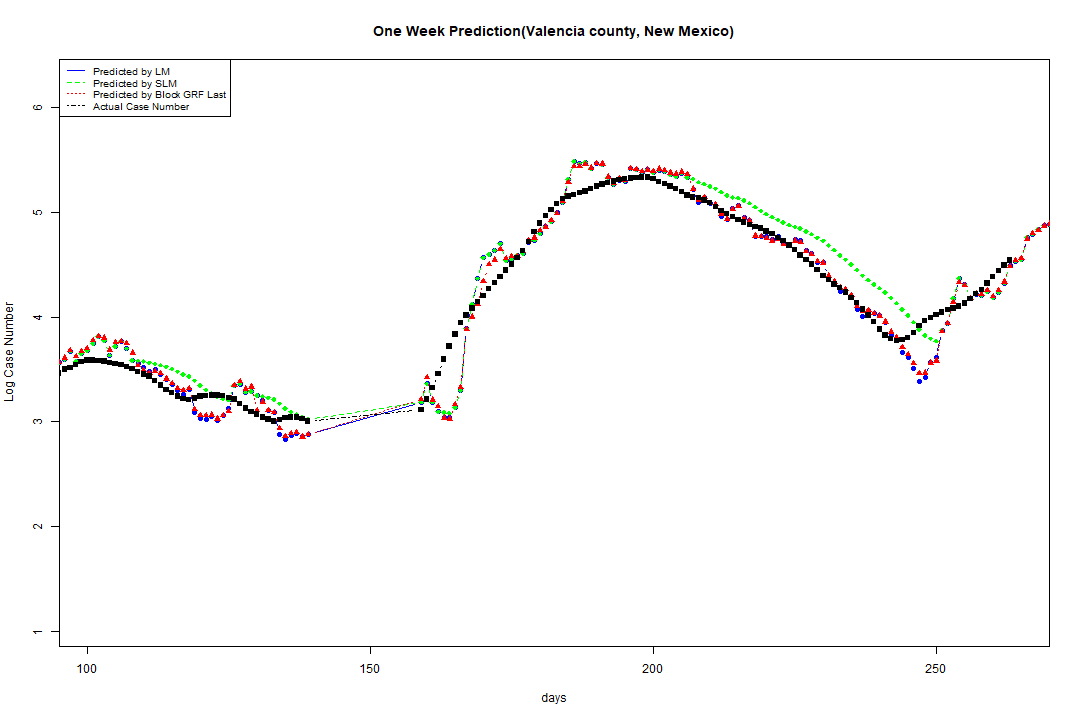 One Week Prediction(Valencia county, New Mexico)
Predicted by LM
Predicted by SLM
Predicted by Block GRF Last
Actual Case Number
Log Case Number
6
5
4
3
2
1
100 150 200 250
days